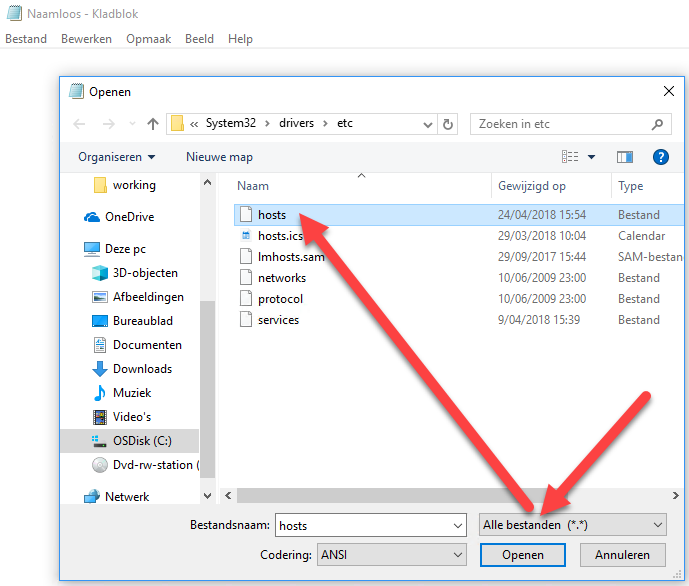 Naamloos - Kladblok
Bestand Bewerken Opmaak Beeld Help
Openen
« System32 > drivers > etc
Zoeken in etc
Organiseren Nieuwe map
working
OneDrive
Deze pc
3D-objecten
Afbeeldingen
Bureaublad
Documenten
Downloads
Muziek
Video's
OSDisk (C:)
Dvd-rw-station (
Netwerk
Naam Gewijzigd op Type
hosts 24/04/2018 15:54 Bestand
hosts.ics 29/03/2018 10:04 Calendar
lmhosts.sam 29/09/2017 15:44 SAM-bestan
networks 10/06/2009 23:00 Bestand
protocol 10/06/2009 23:00 Bestand
services 9/04/2018 15:39 Bestand
Bestandsnaam: hosts Alle bestanden (*.*)
Codering: ANSI Openen Annuleren